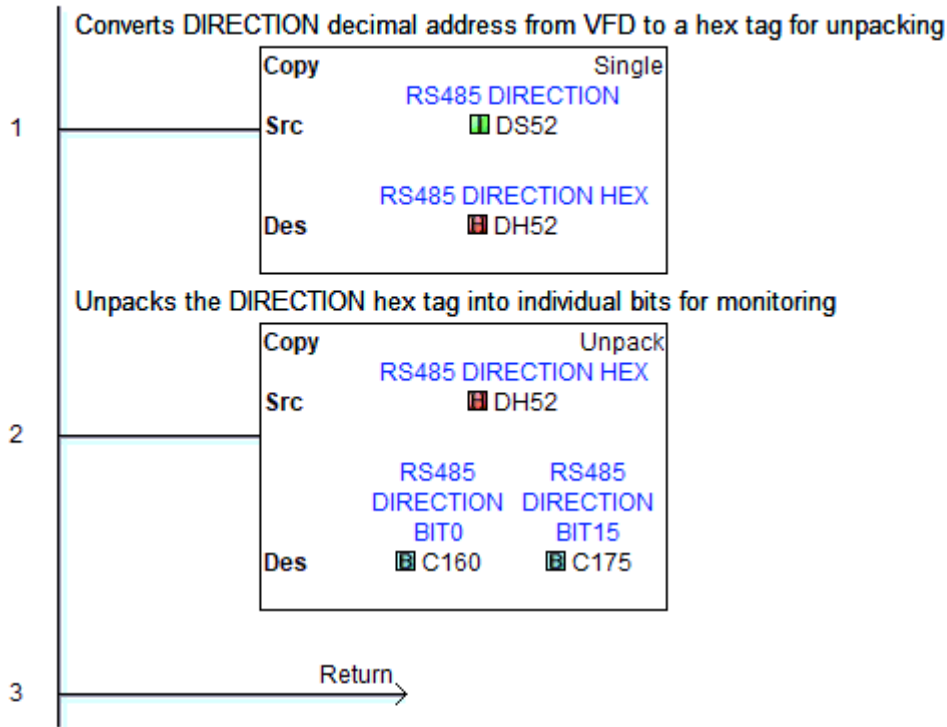 Converts DIRECTION decimal address from VFD to a hex tag for unpacking
Copy Single
RS485 DIRECTION
1 Src DS52
RS485 DIRECTION HEX
Des DH52
Unpacks the DIRECTION hex tag into individual bits for monitoring
Copy Unpack
RS485 DIRECTION HEX
Src DH52
2
RS485 RS485
DIRECTION DIRECTION
BIT0 BIT15
Des C160 C175
Return
3